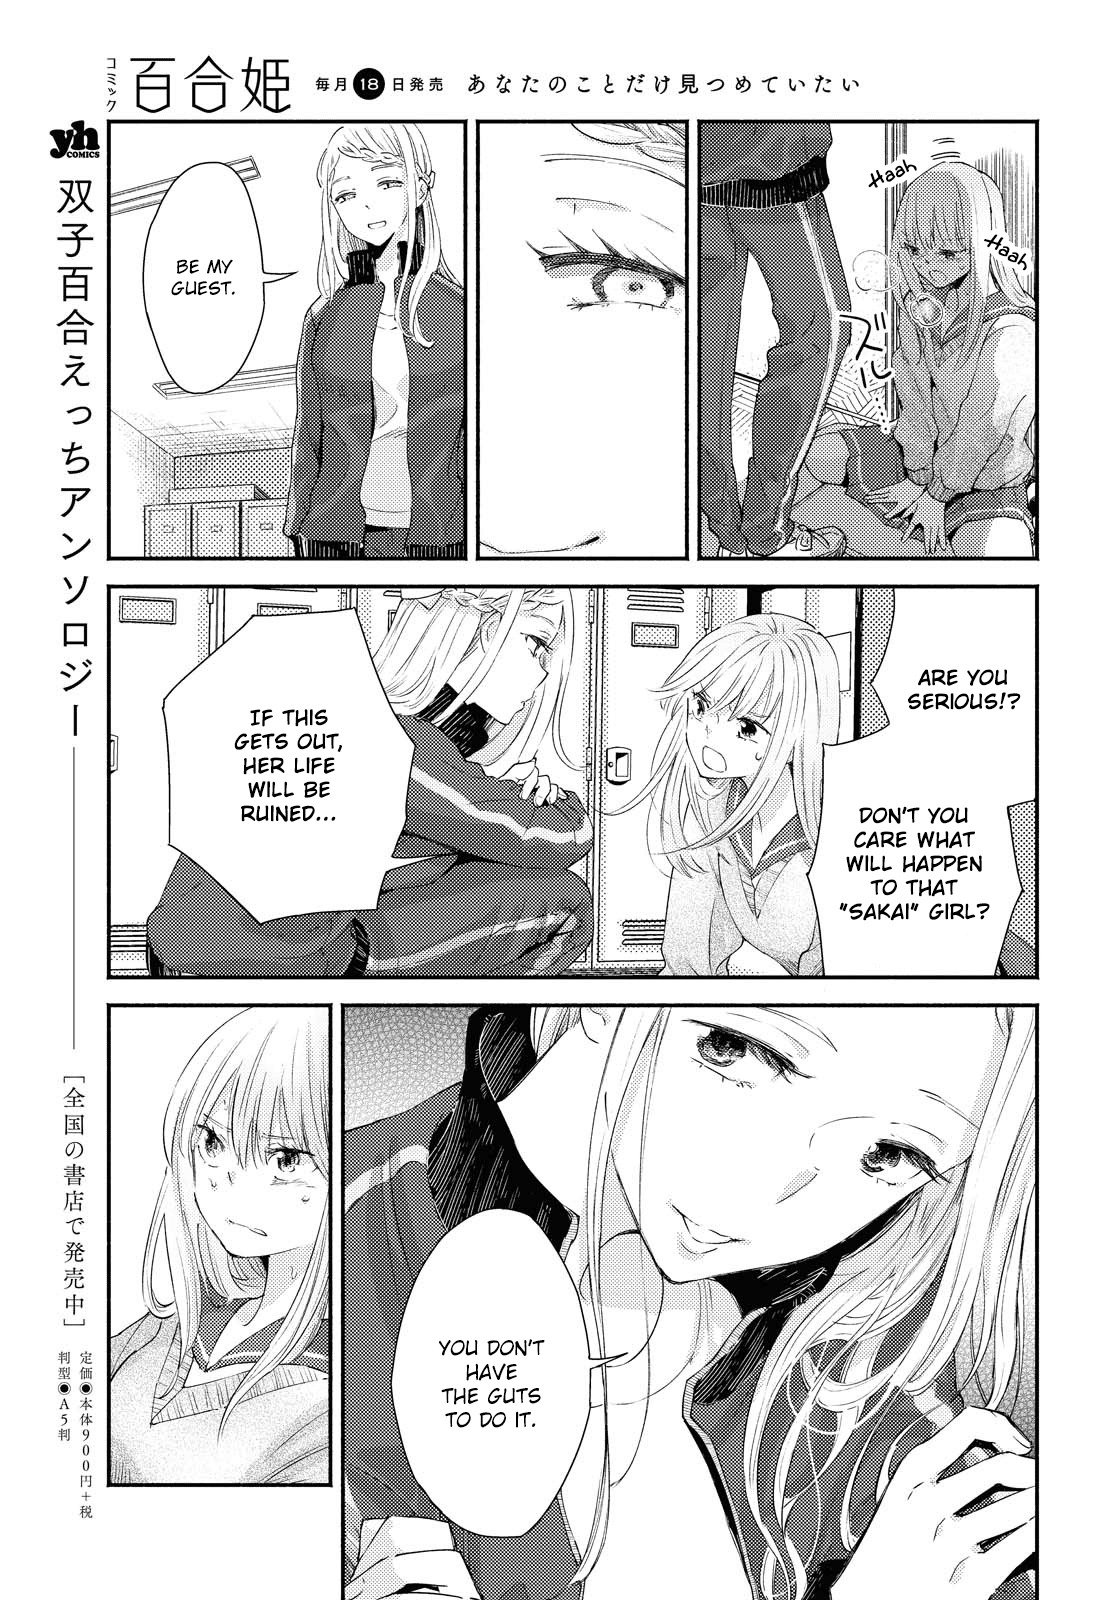 コミック
百合姫
毎月18日発売 あなたのことだけ見つめていたい
yh
COMICS
双子百合えっちアンソロジー
［全国の書店で発売中］
定価●本体900円＋税
判型●A5判
Haah
Haah
ズルル
BE MY
GUEST.
ARE YOU
SERIOUS!?
DON'T YOU
CARE WHAT
WILL HAPPEN
TO THAT
"SAKAI" GIRL?
IF THIS
GETS OUT,
HER LIFE
WILL BE
RUINED...
YOU DON'T
HAVE
THE GUTS
TO DO IT.